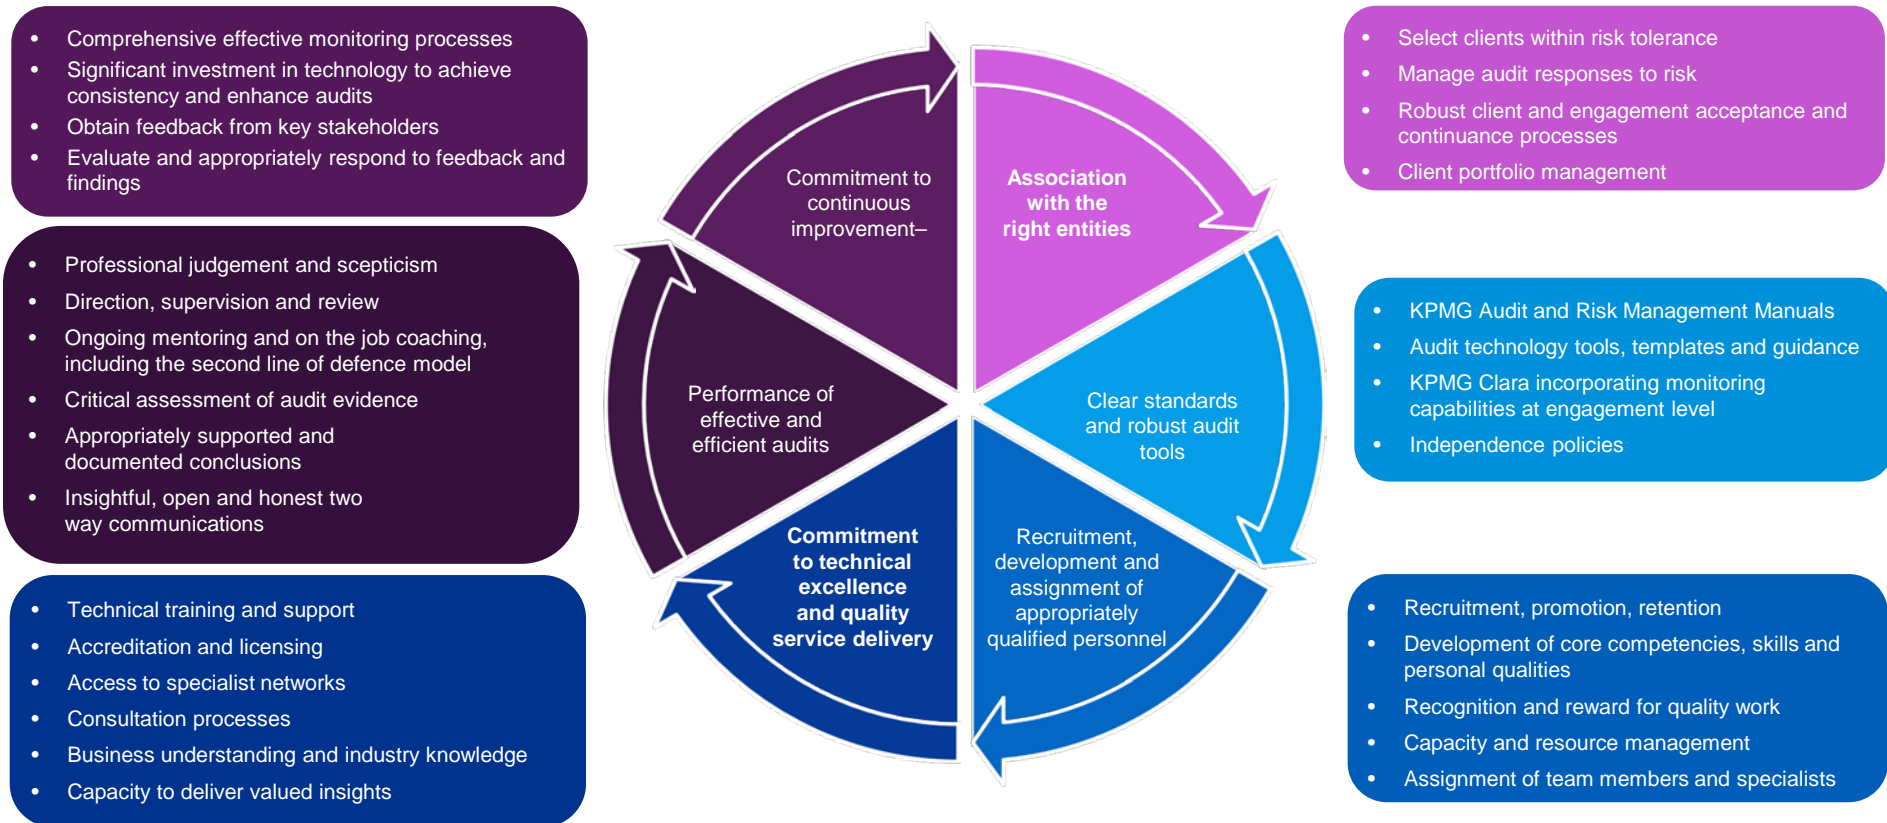 • Comprehensive effective monitoring processes
• Significant investment in technology to achieve
consistency and enhance audits
• Obtain feedback from key stakeholders
• Evaluate and appropriately respond to feedback and
findings
• Professional judgement and scepticism
• Direction, supervision and review
• Ongoing mentoring and on the job coaching,
including the second line of defence model
• Critical assessment of audit evidence
• Appropriately supported and
documented conclusions
• Insightful, open and honest two
way communications
• Technical training and support
• Accreditation and licensing
• Access to specialist networks
• Consultation processes
• Business understanding and industry knowledge
• Capacity to deliver valued insights
Commitment to
continuous
improvement–
Association
with the
right entities
Performance of
effective and
efficient audits
Clear standards
and robust audit
tools
Commitment
to technical
excellence
and quality
service delivery
Recruitment,
development and
assignment of
appropriately
qualified personnel
• Select clients within risk tolerance
• Manage audit responses to risk
• Robust client and engagement acceptance and
continuance processes
• Client portfolio management
• KPMG Audit and Risk Management Manuals
• Audit technology tools, templates and guidance
• KPMG Clara incorporating monitoring
capabilities at engagement level
• Independence policies
• Recruitment, promotion, retention
• Development of core competencies, skills and
personal qualities
• Recognition and reward for quality work
• Capacity and resource management
• Assignment of team members and specialists